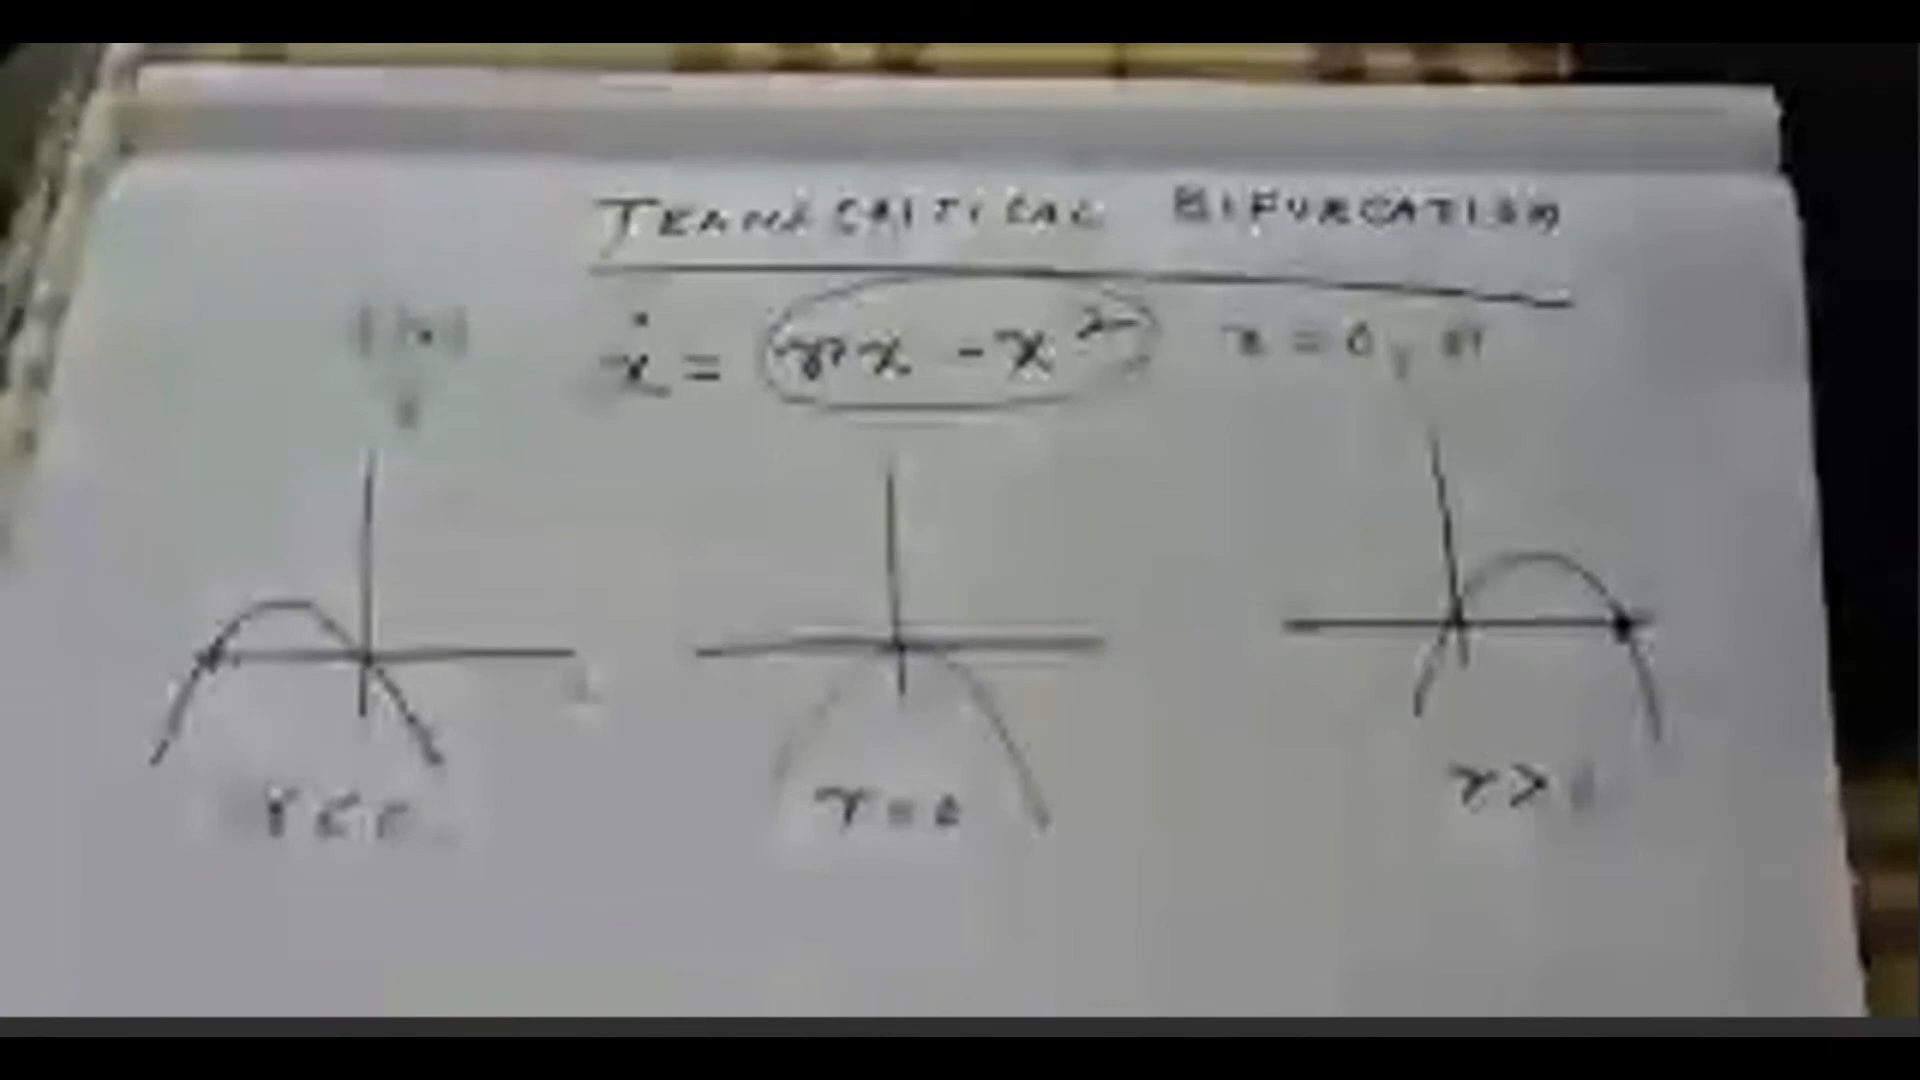 TRANSCRITICAL BIFURCATION
ẋ = rx - x² x = 0, r
r < 0
r = 0
r >